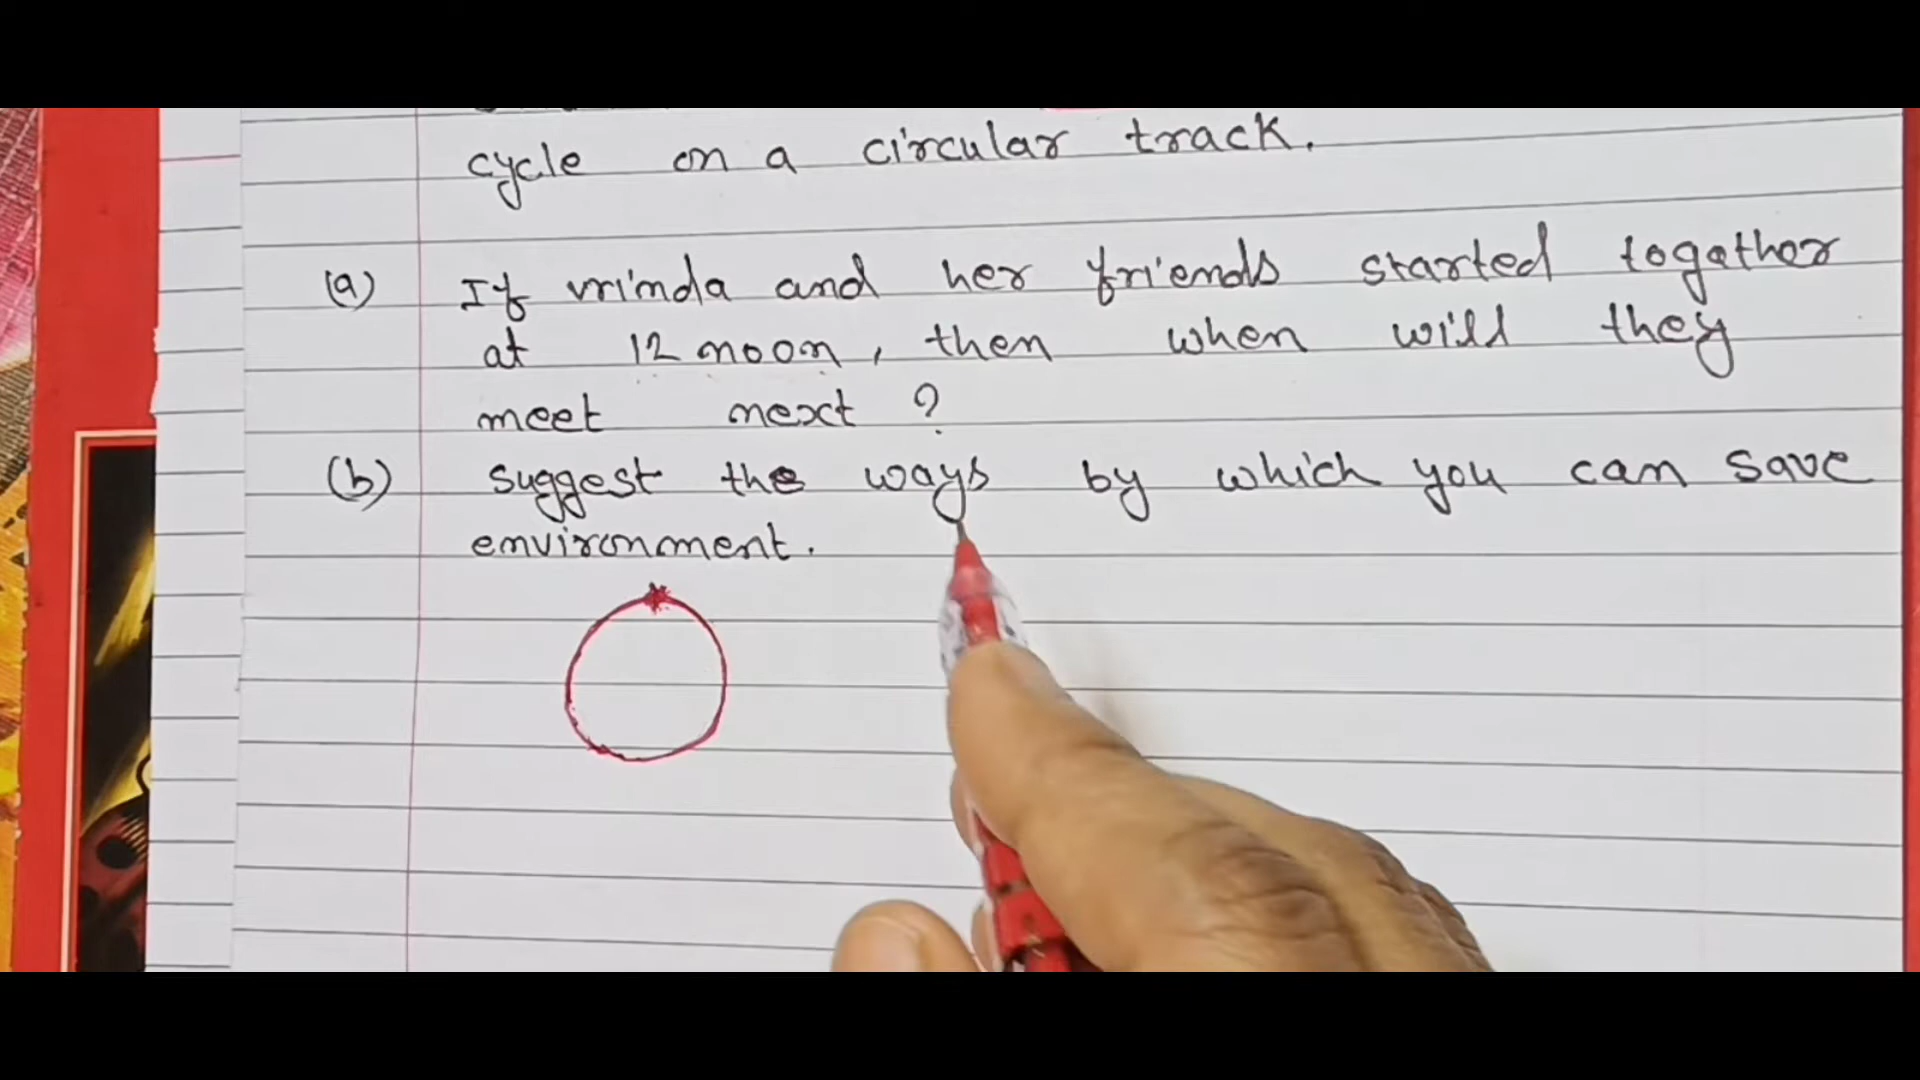 cycle on a circular track.
(a) If vrinda and her friends started togather
at 12 noon, then when will they
meet next ?
(b) suggest the ways by which you can save
environment.